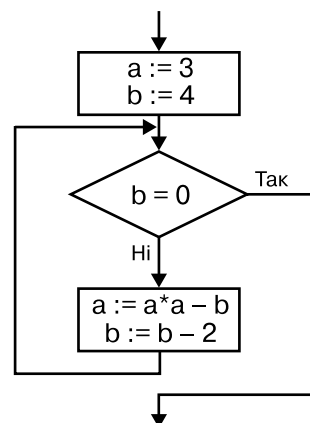 a := 3
b := 4
b = 0
Так
Ні
a := a*a – b
b := b – 2